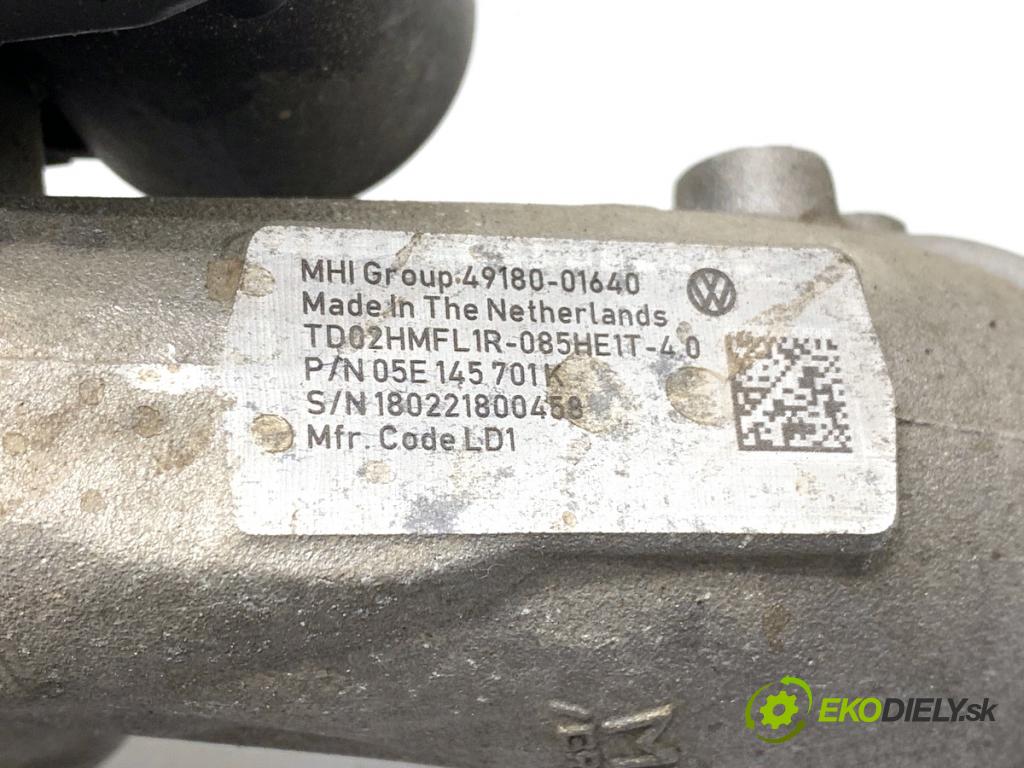 MHI Group 49180-01640
Made In The Netherlands
TD02HMFL1R-085HE1T-4.0
P/N 05E 145 701K
S/N 180221800458
Mfr. Code LD1
EKODIELY.sk